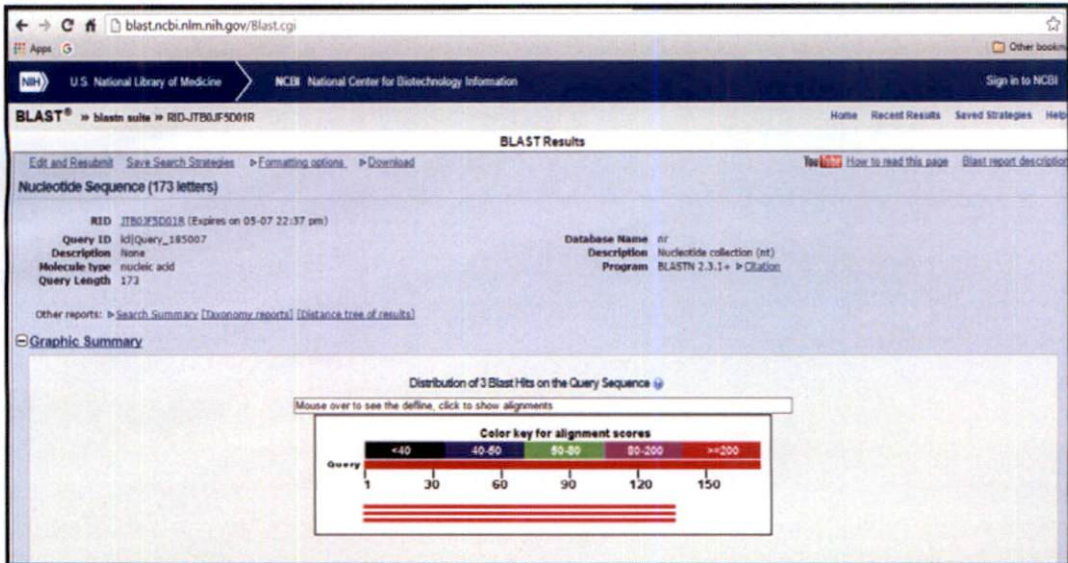 blast.ncbi.nlm.nih.gov/Blast.cgi
Apps G Other bookm
NIH U.S. National Library of Medicine NCBI National Center for Biotechnology Information Sign in to NCBI
BLAST® » blastn suite » RID-JTB0JF5D01R Home Recent Results Saved Strategies Help
BLAST Results
Edit and Resubmit Save Search Strategies Formatting options Download You Tube How to read this page Blast report description
Nucleotide Sequence (173 letters)
RID JTB0JF5D01R (Expires on 05-07 22:37 pm)
Query ID lcl|Query_185007
Description None
Molecule type nucleic acid
Query Length 173
Database Name nr
Description Nucleotide collection (nt)
Program BLASTN 2.3.1+ Citation
Other reports: Search Summary [Taxonomy reports] [Distance tree of results]
Graphic Summary
Distribution of 3 Blast Hits on the Query Sequence
Mouse over to see the defline, click to show alignments
Color key for alignment scores
<40 40-50 50-80 80-200 >=200
Query
1 30 60 90 120 150